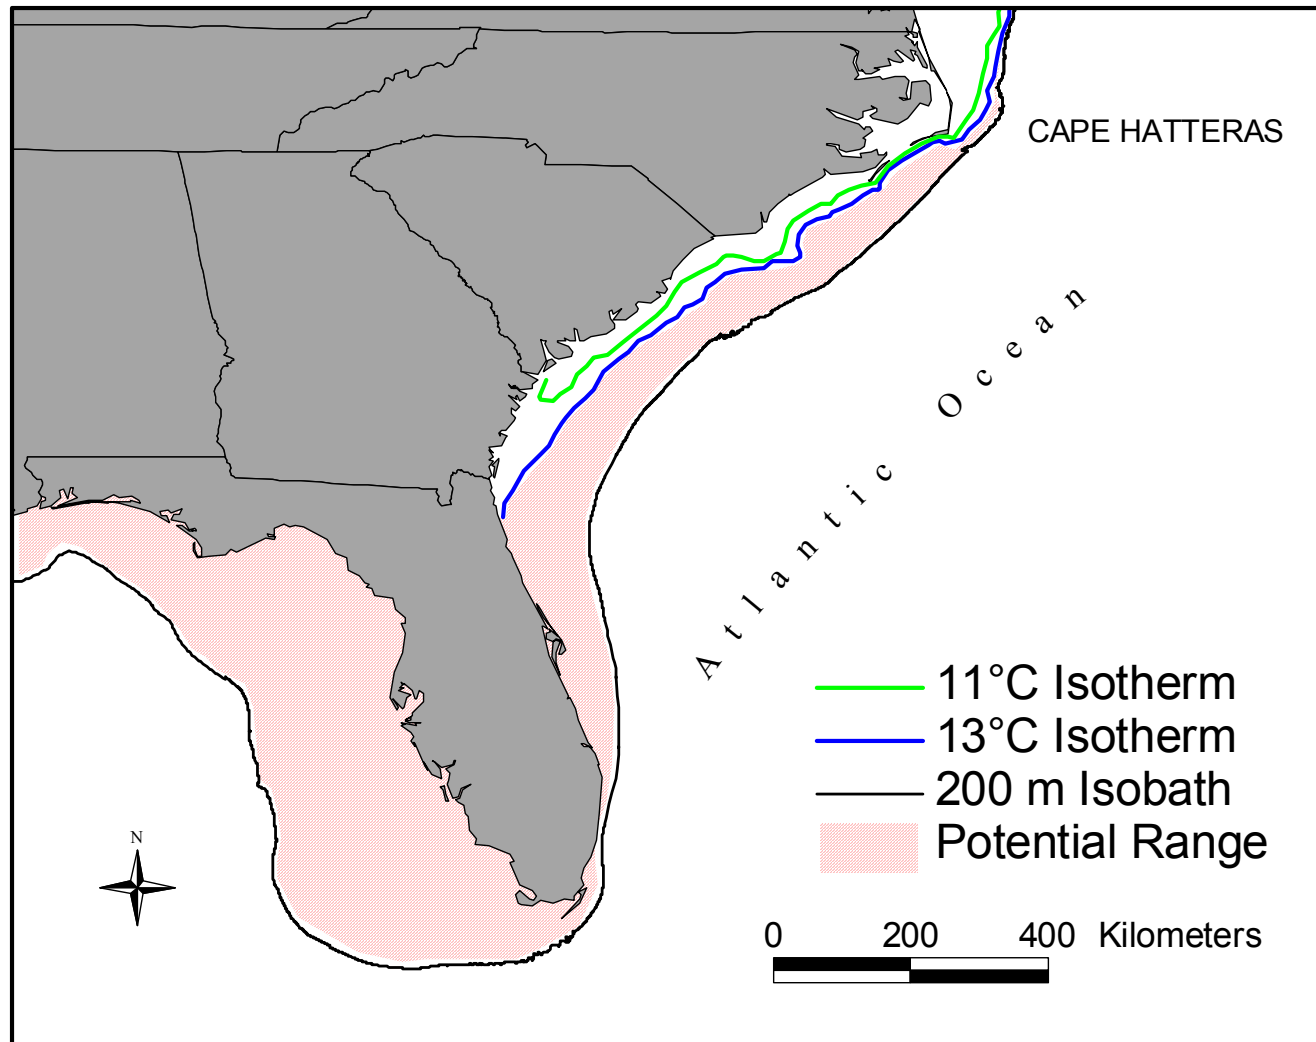 CAPE HATTERAS
Atlantic Ocean
11°C Isotherm
13°C Isotherm
200 m Isobath
Potential Range
N
0 200 400 Kilometers